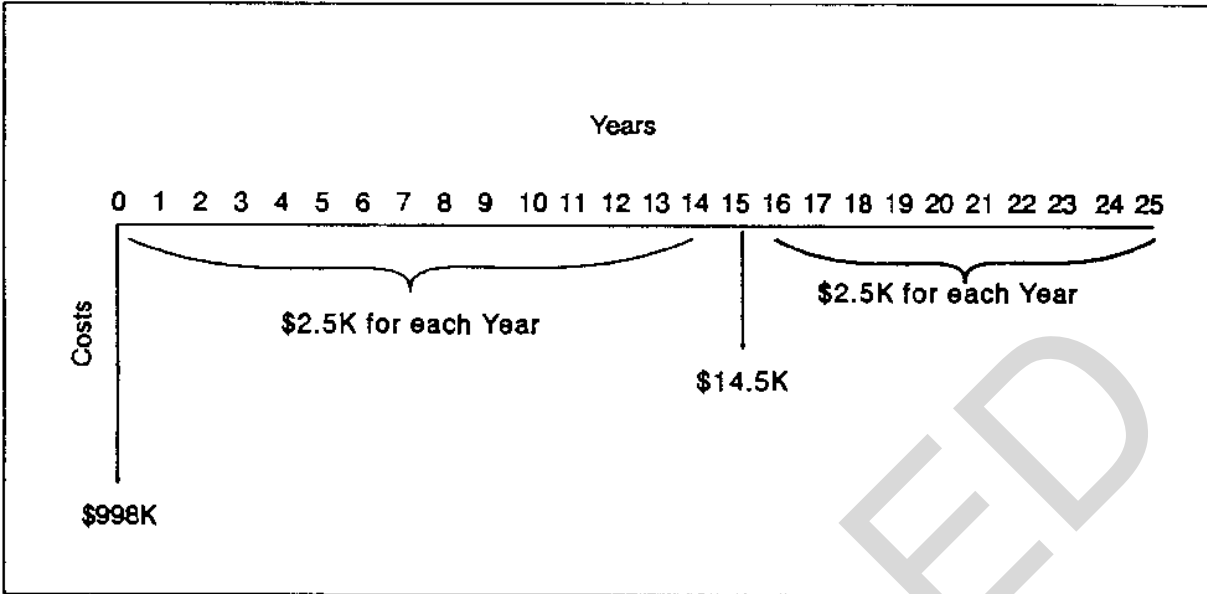 Years
0 1 2 3 4 5 6 7 8 9 10 11 12 13 14 15 16 17 18 19 20 21 22 23 24 25
$2.5K for each Year
$2.5K for each Year
Costs
$14.5K
$998K
ED